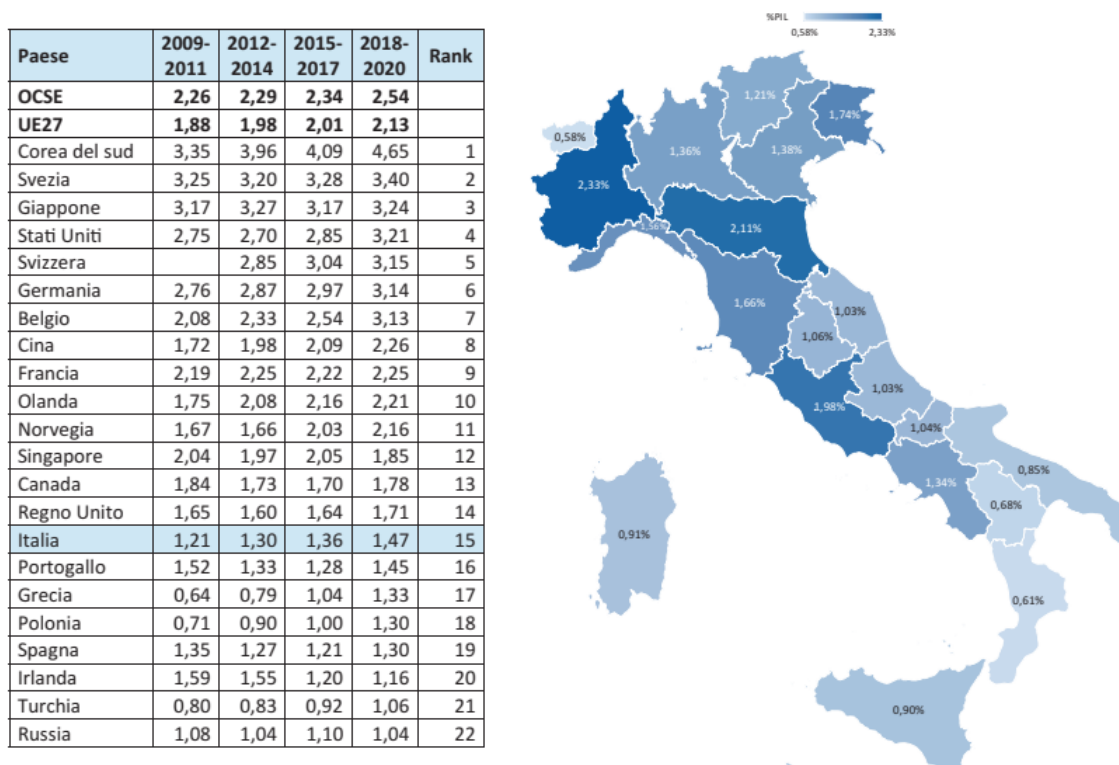 Paese 2009-2011 2012-2014 2015-2017 2018-2020 Rank
OCSE 2,26 2,29 2,34 2,54
UE27 1,88 1,98 2,01 2,13
Corea del sud 3,35 3,96 4,09 4,65 1
Svezia 3,25 3,20 3,28 3,40 2
Giappone 3,17 3,27 3,17 3,24 3
Stati Uniti 2,75 2,70 2,85 3,21 4
Svizzera 2,85 3,04 3,15 5
Germania 2,76 2,87 2,97 3,14 6
Belgio 2,08 2,33 2,54 3,13 7
Cina 1,72 1,98 2,09 2,26 8
Francia 2,19 2,25 2,22 2,25 9
Olanda 1,75 2,08 2,16 2,21 10
Norvegia 1,67 1,66 2,03 2,16 11
Singapore 2,04 1,97 2,05 1,85 12
Canada 1,84 1,73 1,70 1,78 13
Regno Unito 1,65 1,60 1,64 1,71 14
Italia 1,21 1,30 1,36 1,47 15
Portogallo 1,52 1,33 1,28 1,45 16
Grecia 0,64 0,79 1,04 1,33 17
Polonia 0,71 0,90 1,00 1,30 18
Spagna 1,35 1,27 1,21 1,30 19
Irlanda 1,59 1,55 1,20 1,16 20
Turchia 0,80 0,83 0,92 1,06 21
Russia 1,08 1,04 1,10 1,04 22
%PIL
0,58% 2,33%
1,21%
1,74%
0,58%
1,36%
1,38%
2,33%
1,56%
2,11%
1,66%
1,03%
1,06%
1,03%
1,98%
1,04%
0,85%
1,34%
0,68%
0,91%
0,61%
0,90%